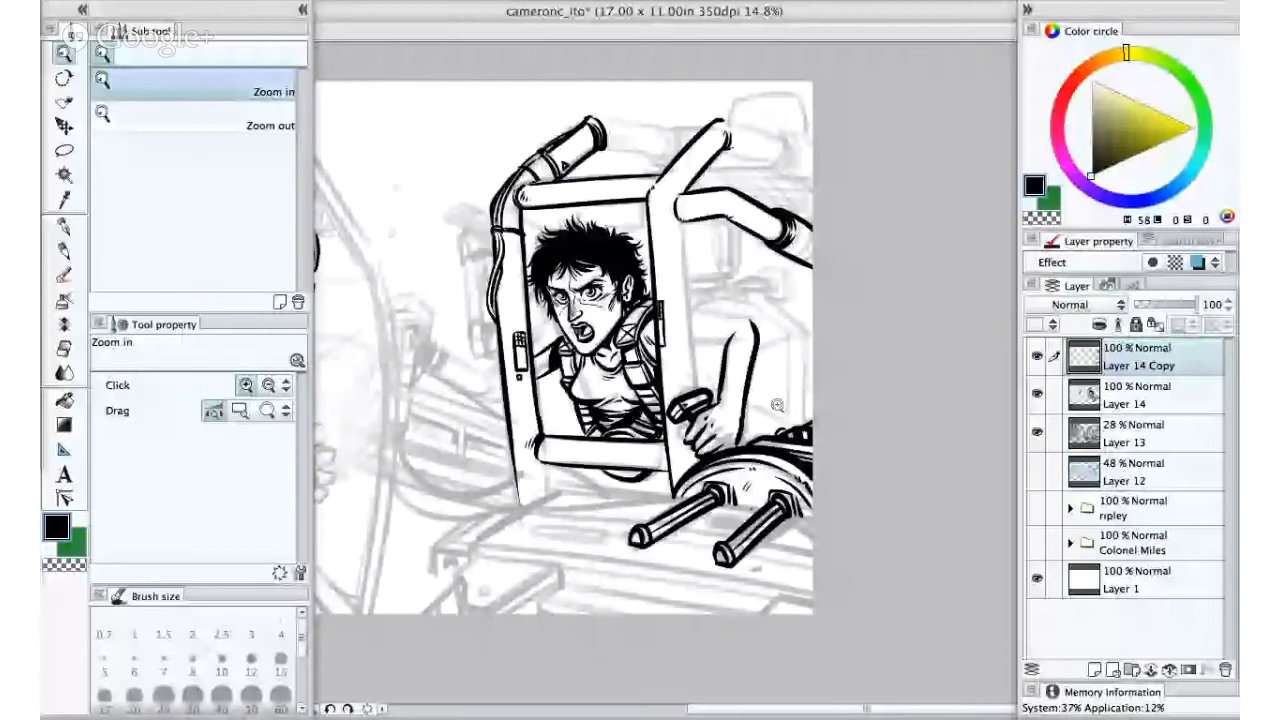 cameronc_ito* (17.00 x 11.00in 350dpi 14.8%)
Google+
Sub tool
Zoom in
Zoom out
Tool property
Zoom in
Click
Drag
Brush size
0.7 1 1.5 2 2.5 3 4
5 6 7 8 10 12 15
Color circle
58 0 0
Layer property
Effect
Layer
Normal 100
100 % Normal
Layer 14 Copy
100 % Normal
Layer 14
28 % Normal
Layer 13
48 % Normal
Layer 12
100 % Normal
ripley
100 % Normal
Colonel Miles
100 % Normal
Layer 1
Memory Information
System:37% Application:12%